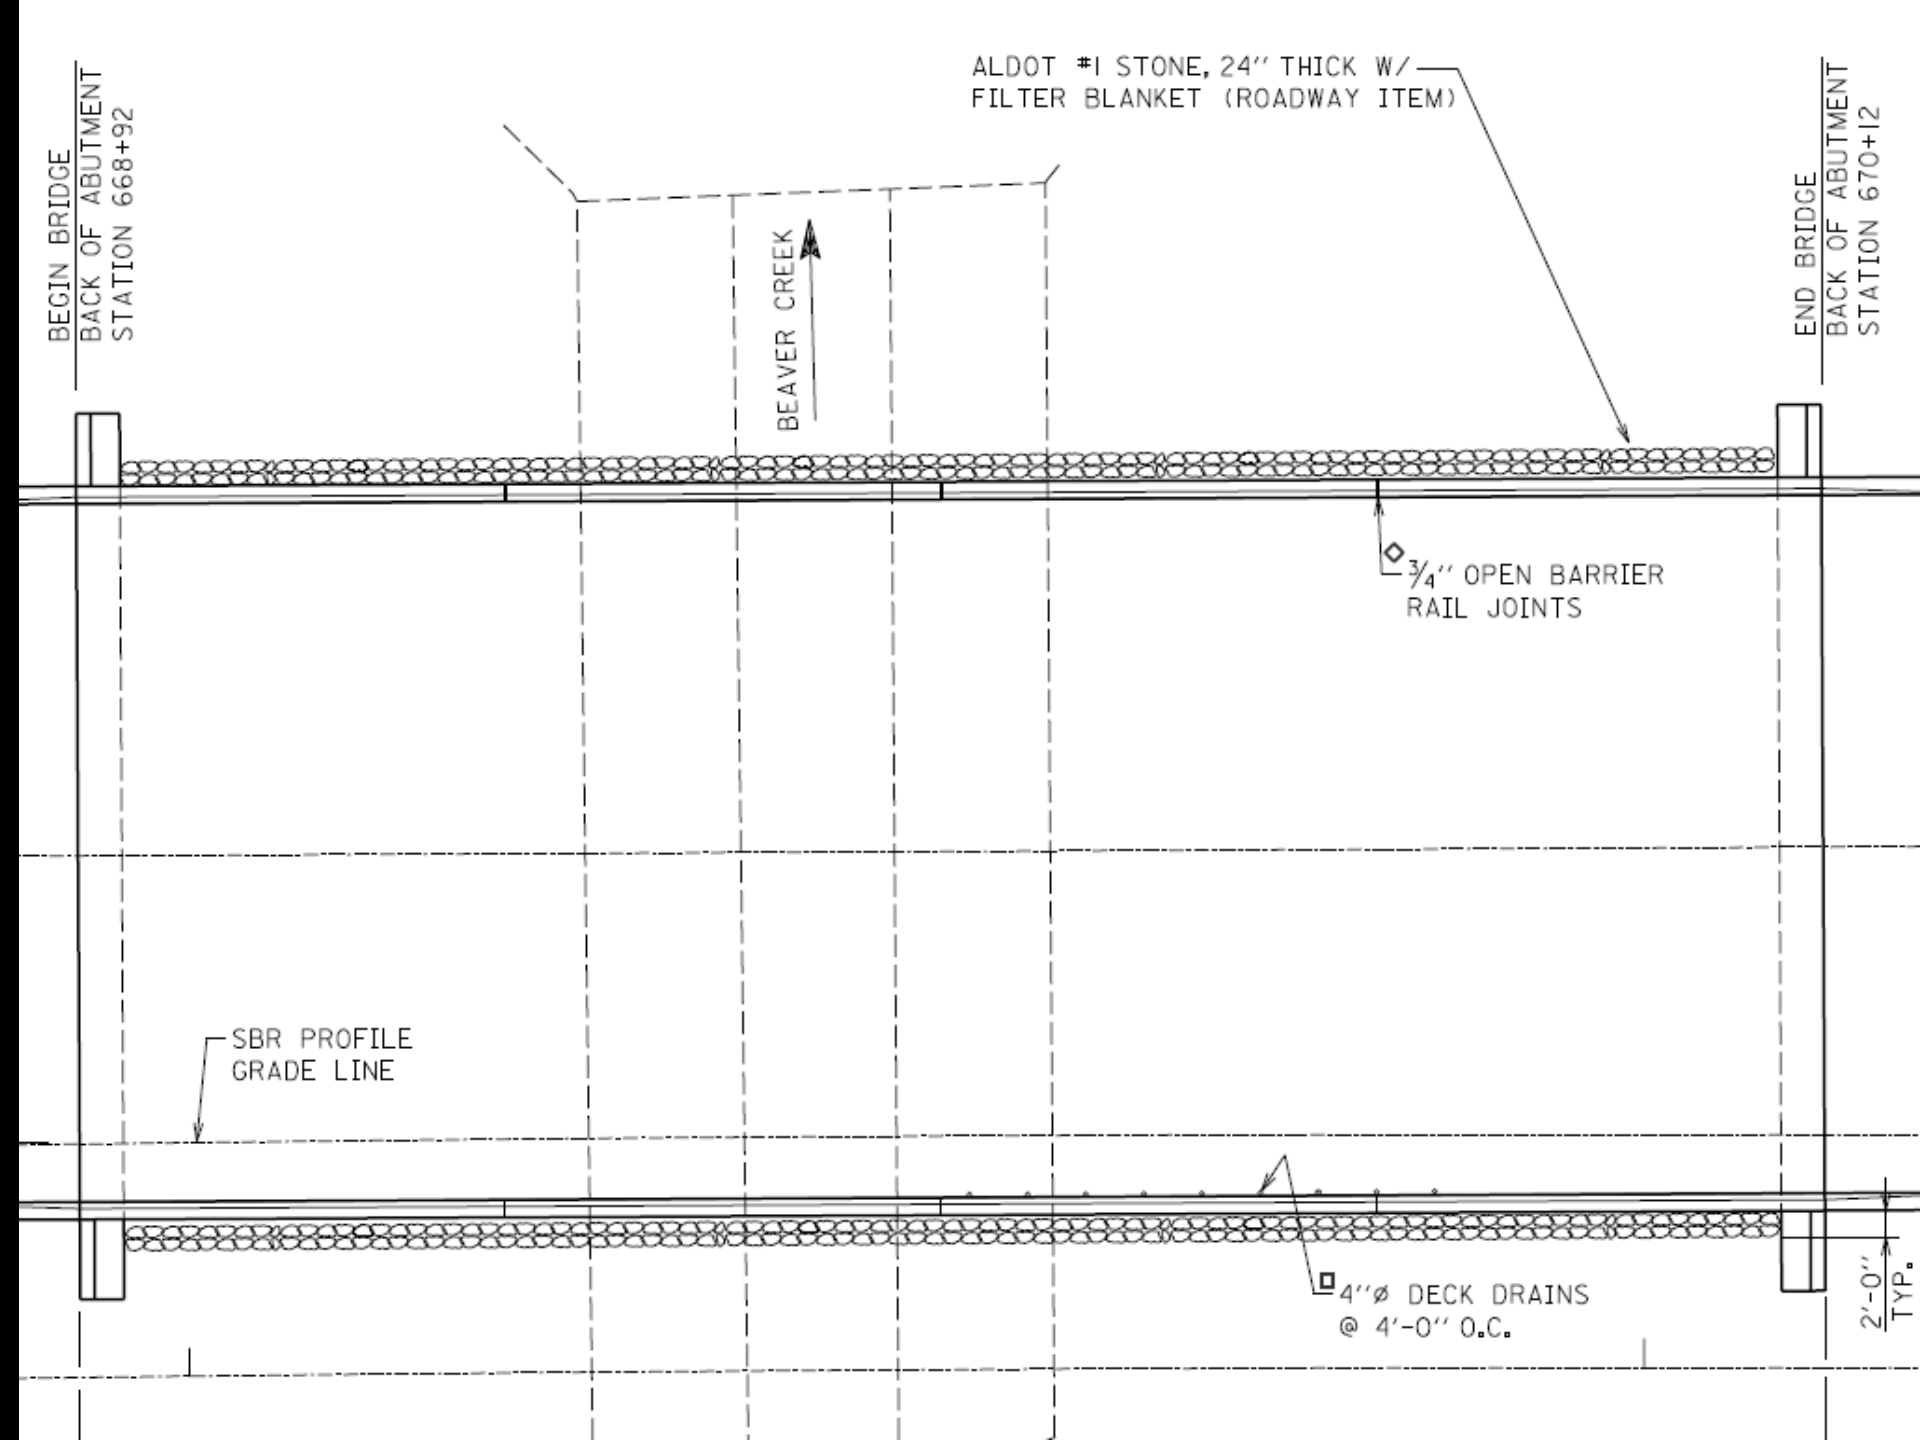 ALDOT #1 STONE, 24'' THICK W/
FILTER BLANKET (ROADWAY ITEM)
BEGIN BRIDGE
BACK OF ABUTMENT
STATION 668+92
BEAVER CREEK
END BRIDGE
BACK OF ABUTMENT
STATION 670+12
3/4'' OPEN BARRIER
RAIL JOINTS
SBR PROFILE
GRADE LINE
4''Ø DECK DRAINS
@ 4'-0'' O.C.
2'-0''
TYP.